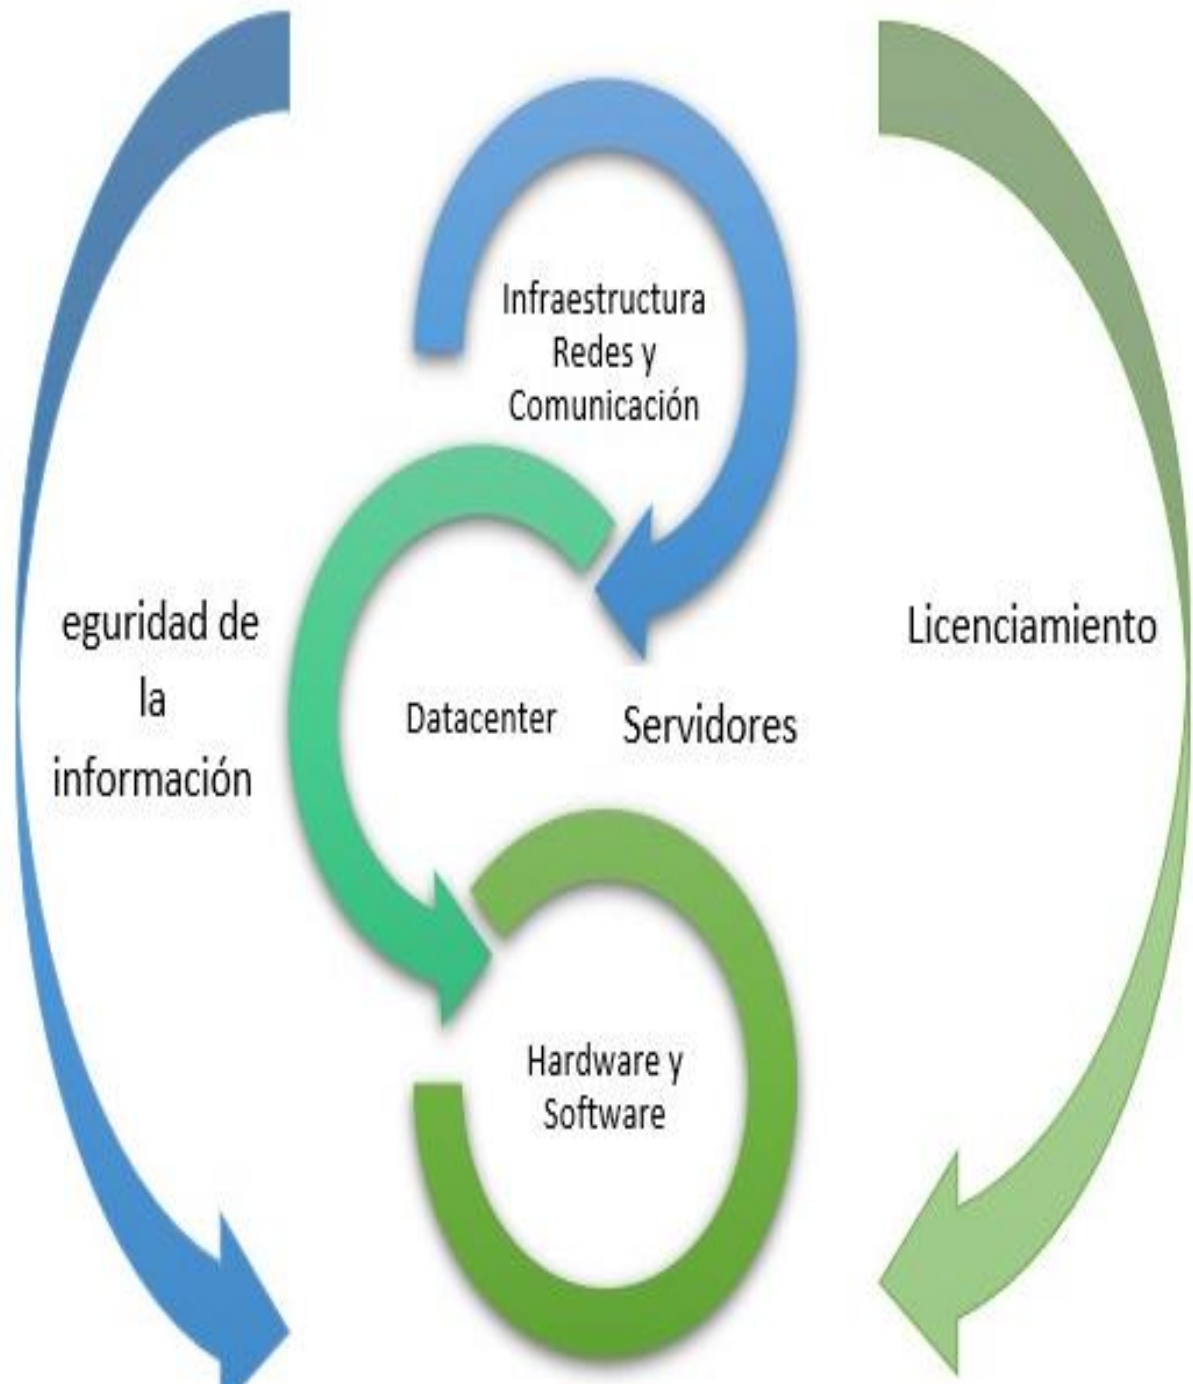 Infraestructura
Redes y
Comunicación
eguridad de
la
información
Licenciamiento
Datacenter
Servidores
Hardware y
Software